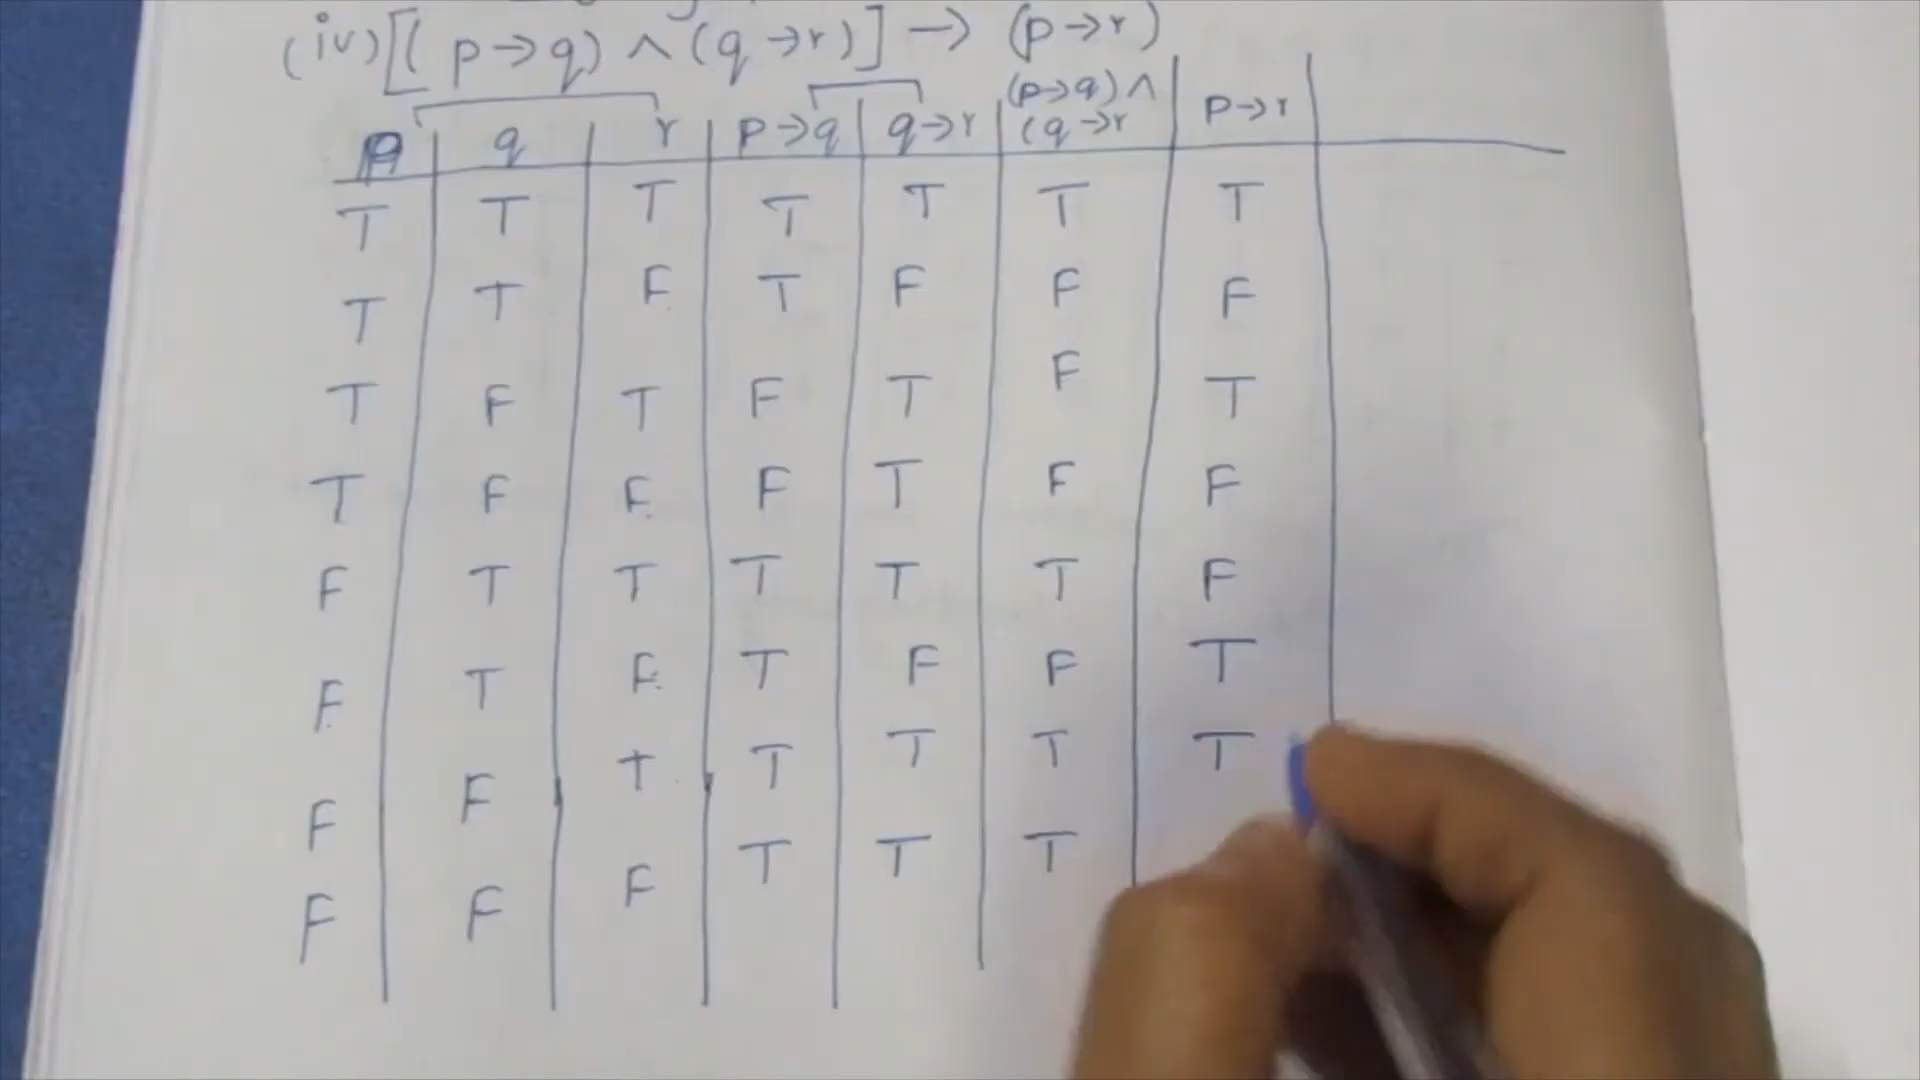 (iv) [(p→q) ∧ (q→r)] → (p→r)
p q r p→q q→r (p→q) ∧ (q→r p→r
T T T T T T T
T T F T F F F
T F T F T F T
T F F F T F F
F T T T T T F
F T F T F F T
F F T T T T T
F F F T T T